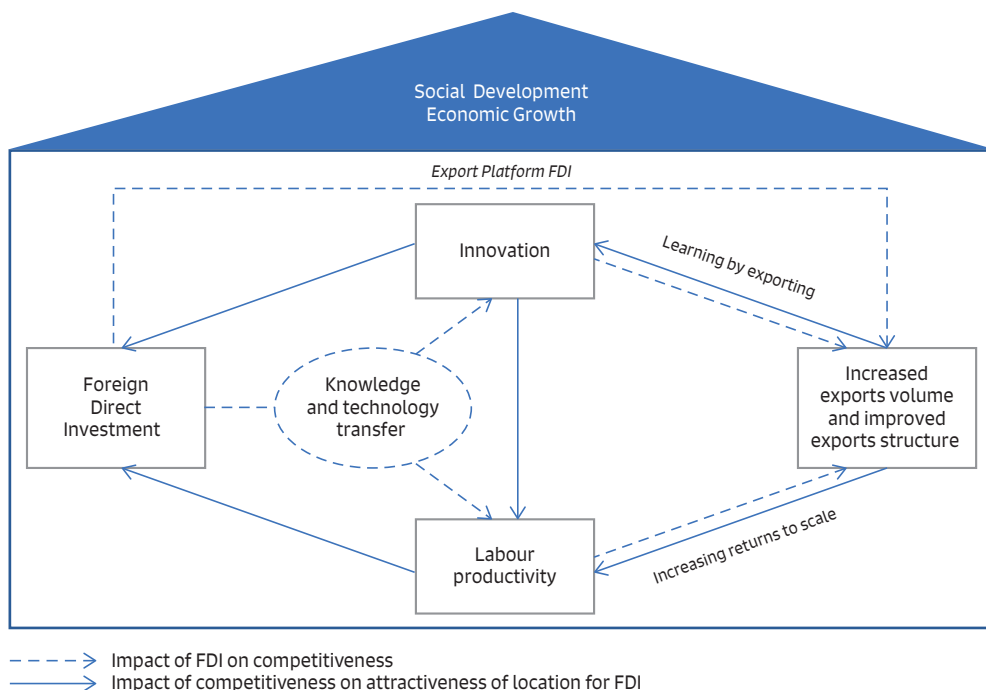 Social Development
Economic Growth
Export Platform FDI
Innovation
Learning by exporting
Foreign
Direct
Investment
Knowledge
and technology
transfer
Increased
exports volume
and improved
exports structure
Labour
productivity
Increasing returns to scale
Impact of FDI on competitiveness
Impact of competitiveness on attractiveness of location for FDI